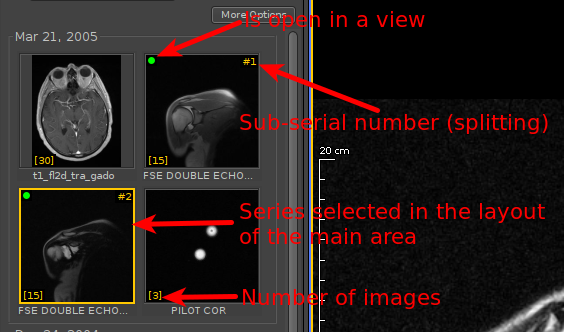 More Options
Is open in a view
Mar 21, 2005
#1
Sub-serial number (splitting)
[30]
[15]
t1_fl2d_tra_gado
FSE DOUBLE ECHO...
20 cm
#2
Series selected in the layout
of the main area
[15]
[3]
Number of images
FSE DOUBLE ECHO...
PILOT COR